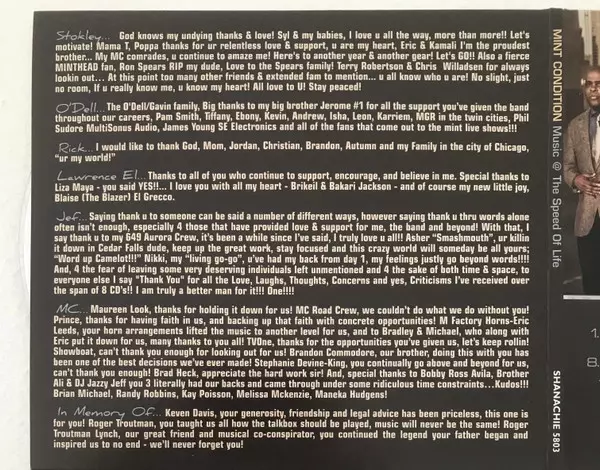 Stokley... God knows my undying thanks & love! Syl & my babies, I love u all the way, more than more!! Let's
motivate! Mama T, Poppa thanks for ur relentless love & support, u are my heart, Eric & Kamali I'm the proudest
brother... My MC comrades, u continue to amaze me! Here's to another year & another gear! Let's GO!! Also a fierce
MINTHEAD fan, Ron Spears RIP my dude, Love to the Spears family! Terry Robertson & Chris Willadsen for always
lookin out... At this point too many other friends & extended fam to mention... u all know who u are! No slight, just
no room, If u really know me, u know my heart! All love to U! Stay peaced!
O'Dell... The O'Dell/Gavin family, Big thanks to my big brother Jerome #1 for all the support you've given the band
throughout our careers, Pam Smith, Tiffany, Ebony, Kevin, Andrew, Isha, Leon, Karriem, MGR in the twin cities, Phil
Sudore MultiSonus Audio, James Young SE Electronics and all of the fans that come out to the mint live shows!!!
Rick... I would like to thank God, Mom, Jordan, Christian, Brandon, Autumn and my Family in the city of Chicago,
"ur my world!"
Lawrence El... Thanks to all of you who continue to support, encourage, and believe in me. Special thanks to
Liza Maya - you said YES!!... I love you with all my heart - Brikeil & Bakari Jackson - and of course my new little joy,
Blaise (The Blazer) El Grecco.
Jef... Saying thank u to someone can be said a number of different ways, however saying thank u thru words alone
often isn't enough, especially 4 those that have provided love & support for me, the band and beyond! With that, I
say thank u to my 649 Aurora Crew, it's been a while since I've said, I truly love u all!! Asher "Smashmouth", ur killin
it down in Cedar Falls dude, keep up the great work, stay focused and this crazy world will someday be all yours;
"Word up Camelot!!!" Nikki, my "living go-go", u've had my back from day 1, my feelings justly go beyond words!!!!
And, 4 the fear of leaving some very deserving individuals left unmentioned and 4 the sake of both time & space, to
everyone else I say "Thank You" for all the Love, Laughs, Thoughts, Concerns and yes, Criticisms I've received over
the span of 8 CD's!! I am truly a better man for it!!! One!!!!
MC... Maureen Look, thanks for holding it down for us! MC Road Crew, we couldn't do what we do without you!
Prince, thanks for having faith in us, and backing up that faith with concrete opportunities! M Factory Horns-Eric
Leeds, your horn arrangements lifted the music to another level for us, and to Bradley & Michael, who along with
Eric put it down for us, many thanks to you all! TVOne, thanks for the opportunities you've given us, let's keep rollin!
Showboat, can't thank you enough for looking out for us! Brandon Commodore, our brother, doing this with you has
been one of the best decisions we've ever made! Stephanie Devine-King, you continually go above and beyond for us,
can't thank you enough! Brad Heck, appreciate the hard work sir! And, special thanks to Bobby Ross Avila, Brother
Ali & DJ Jazzy Jeff you 3 literally had our backs and came through under some ridiculous time constraints...Kudos!!!
Brian Michael, Randy Robbins, Kay Poisson, Melissa Mckenzie, Maneka Hudgens!
In Memory Of... Keven Davis, your generosity, friendship and legal advice has been priceless, this one is
for you! Roger Troutman, you taught us all how the talkbox should be played, music will never be the same! Roger
Troutman Lynch, our great friend and musical co-conspirator, you continued the legend your father began and
inspired us to no end - we'll never forget you!
MINT CONDITION Music @ The Speed Of Life
SHANACHIE 5803
1.
8.